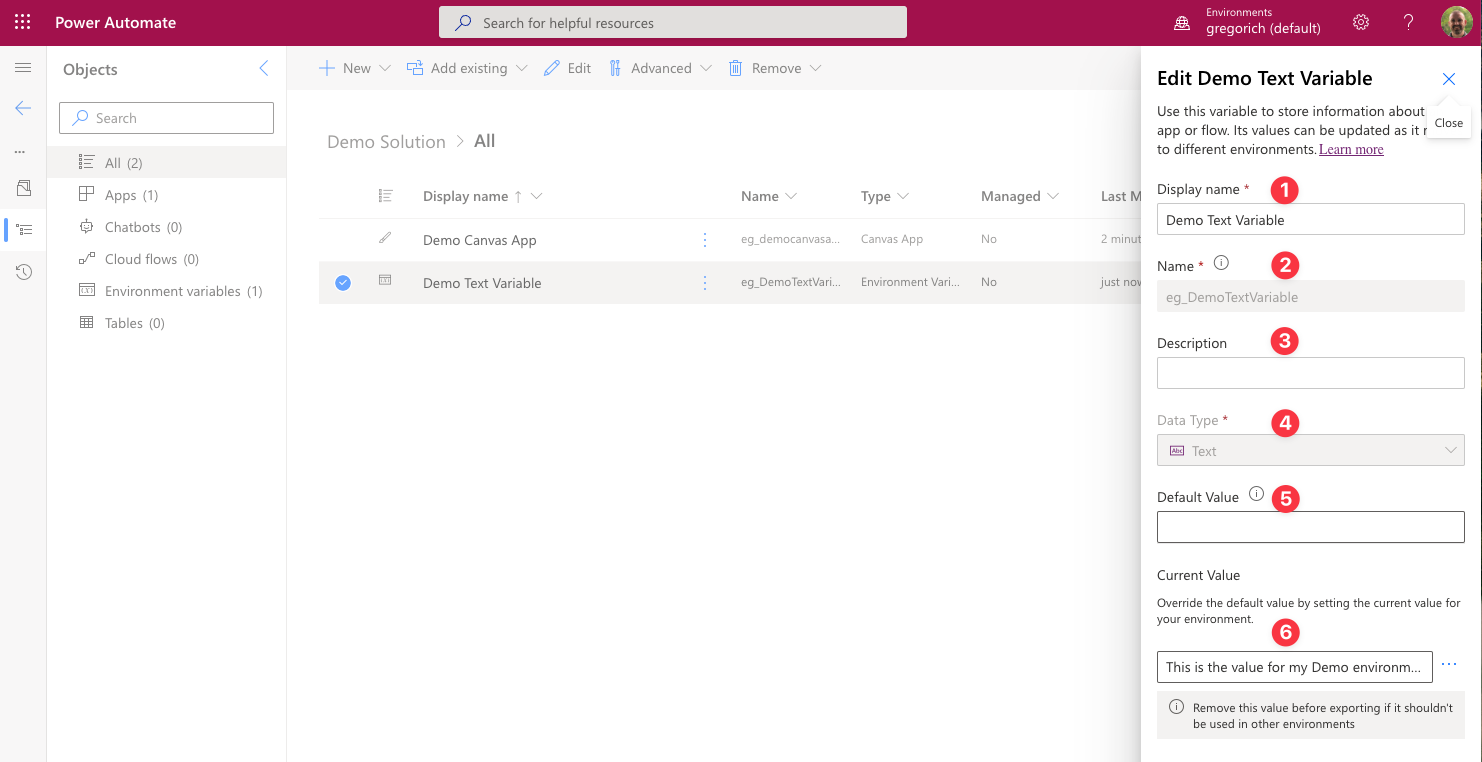 Power Automate
Search for helpful resources
Environments
gregorich (default)
Objects
Search
All (2)
Apps (1)
Chatbots (0)
Cloud flows (0)
Environment variables (1)
Tables (0)
New
Add existing
Edit
Advanced
Remove
Demo Solution > All
Display name ↑
Name
Type
Managed
Last M
Demo Canvas App
eg_democanvasa...
Canvas App
No
2 minut
Demo Text Variable
eg_DemoTextVari...
Environment Vari...
No
just now
Edit Demo Text Variable
Close
Use this variable to store information about
app or flow. Its values can be updated as it
to different environments. Learn more
Display name * 1
Demo Text Variable
Name * 2
eg_DemoTextVariable
Description 3
Data Type * 4
Abc Text
Default Value 5
Current Value
Override the default value by setting the current value for
your environment.
6
This is the value for my Demo environm...
Remove this value before exporting if it shouldn't
be used in other environments